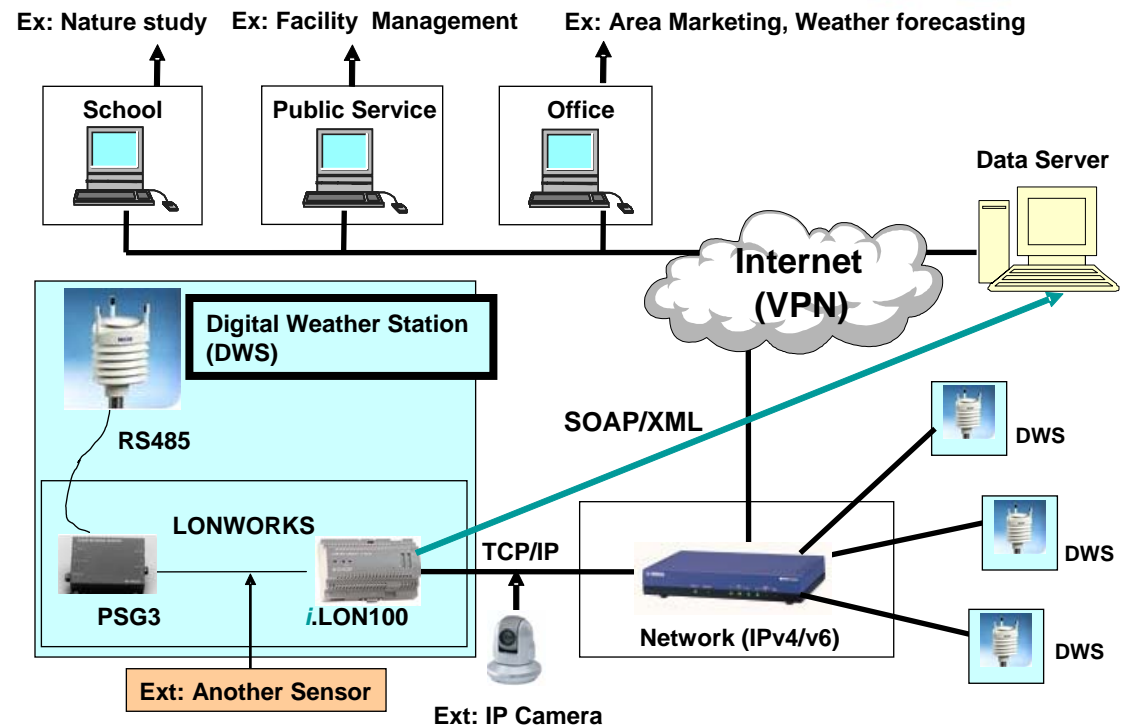 Ex: Nature study
Ex: Facility Management
Ex: Area Marketing, Weather forecasting
School
Public Service
Office
Data Server
Internet
(VPN)
Digital Weather Station
(DWS)
RS485
SOAP/XML
DWS
LONWORKS
TCP/IP
DWS
PSG3
i.LON100
Network (IPv4/v6)
DWS
Ext: Another Sensor
Ext: IP Camera